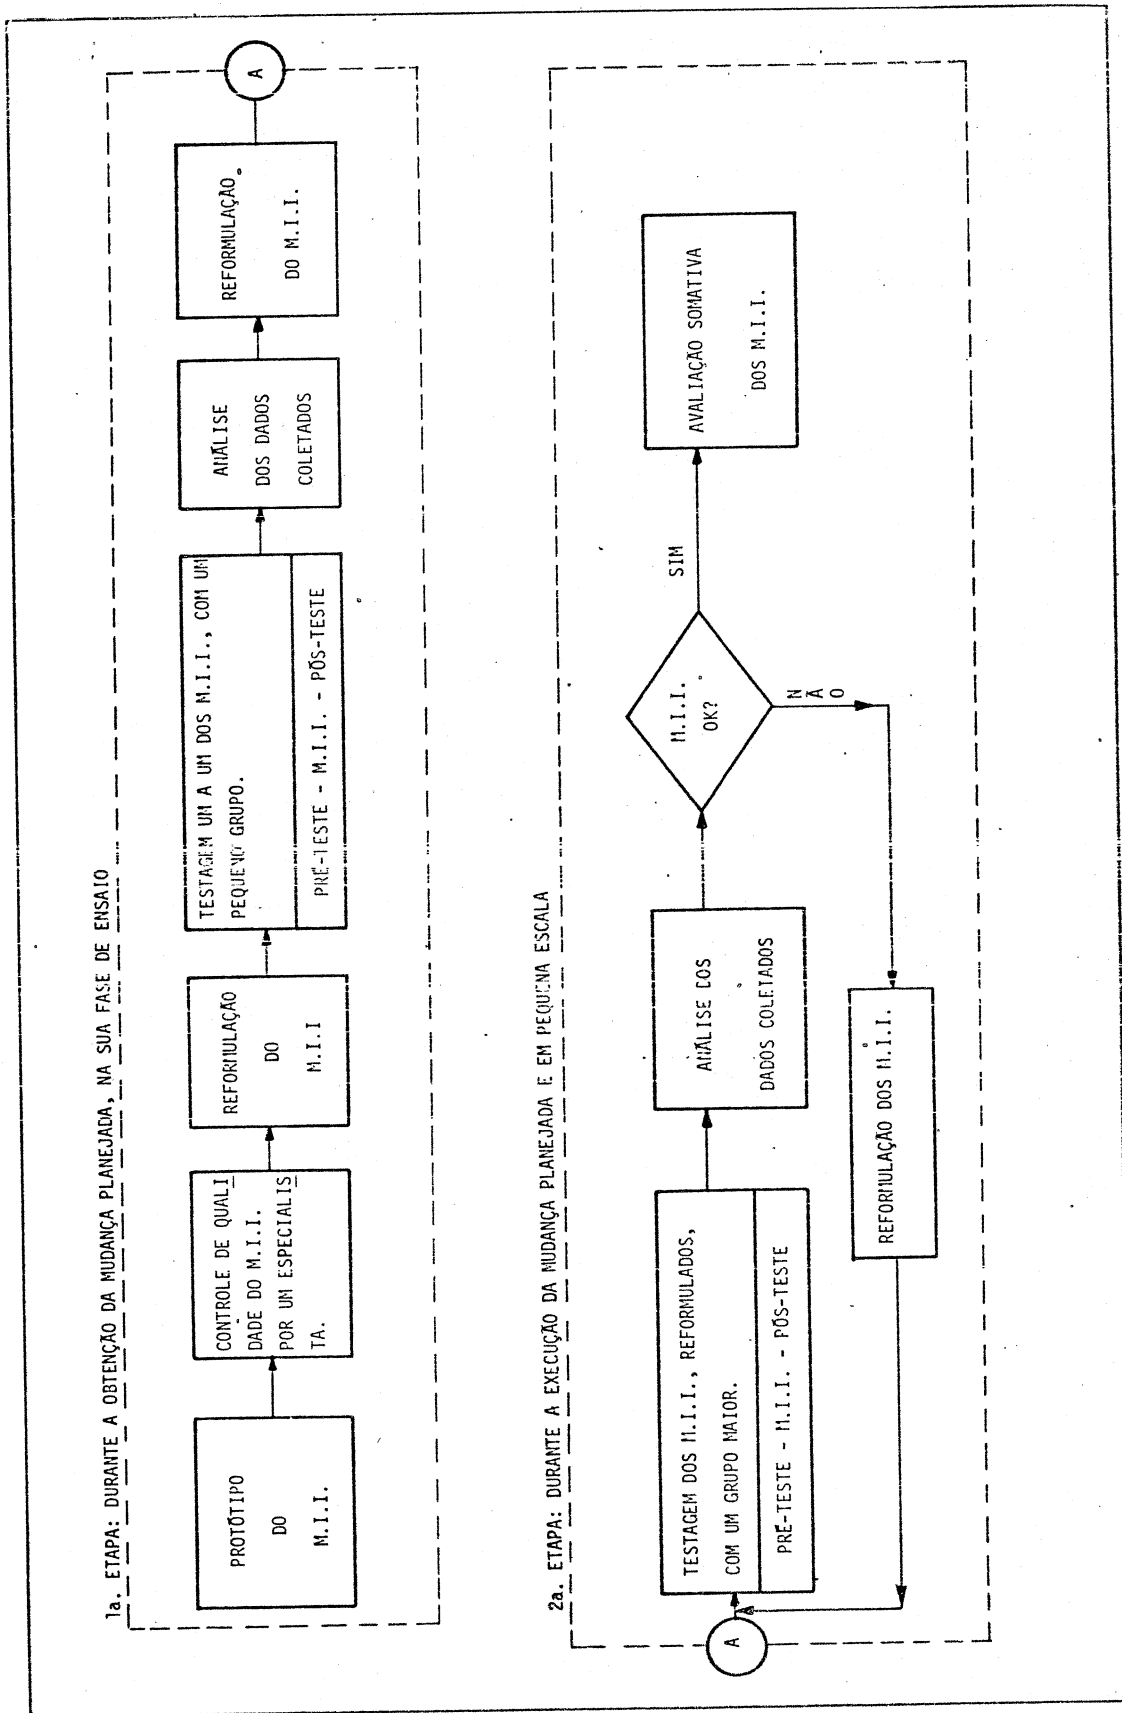 1a. ETAPA: DURANTE A OBTENÇÃO DA MUDANÇA PLANEJADA, NA SUA FASE DE ENSAIO
PROTÓTIPO
DO
M.I.I.
CONTROLE DE QUALI
DADE DO M.I.I.
POR UM ESPECIALIS
TA.
REFORMULAÇÃO
DO
M.I.I
TESTAGEM UM A UM DOS M.I.I., COM UM
PEQUENO GRUPO.
PRÉ-TESTE - M.I.I. - PÓS-TESTE
ANÁLISE
DOS DADOS
COLETADOS
REFORMULAÇÃO
DO M.I.I.
A
2a. ETAPA: DURANTE A EXECUÇÃO DA MUDANÇA PLANEJADA E EM PEQUENA ESCALA
A
TESTAGEM DOS M.I.I., REFORMULADOS,
COM UM GRUPO MAIOR.
PRÉ-TESTE - M.I.I. - PÓS-TESTE
ANÁLISE DOS
DADOS COLETADOS
M.I.I.
OK?
SIM
NÃO
AVALIAÇÃO SOMATIVA
DOS M.I.I.
REFORMULAÇÃO DOS M.I.I.